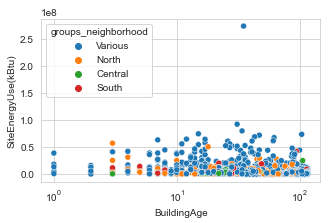 1e8
groups_neighborhood
Various
North
Central
South
SiteEnergyUse(kBtu)
2.5
2.0
1.5
1.0
0.5
0.0
10^0
10^1
10^2
BuildingAge